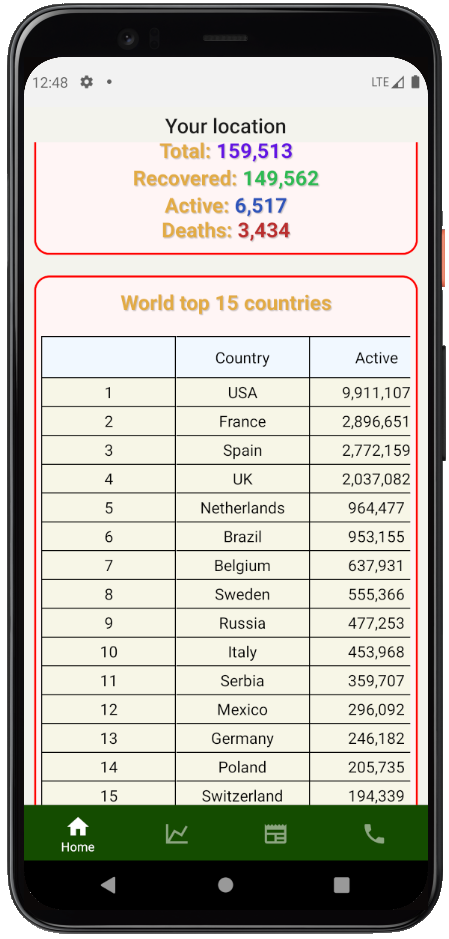 12:48 LTE
Your location
Total: 159,513
Recovered: 149,562
Active: 6,517
Deaths: 3,434
World top 15 countries
Country Active
1 USA 9,911,107
2 France 2,896,651
3 Spain 2,772,159
4 UK 2,037,082
5 Netherlands 964,477
6 Brazil 953,155
7 Belgium 637,931
8 Sweden 555,366
9 Russia 477,253
10 Italy 453,968
11 Serbia 359,707
12 Mexico 296,092
13 Germany 246,182
14 Poland 205,735
15 Switzerland 194,339
Home